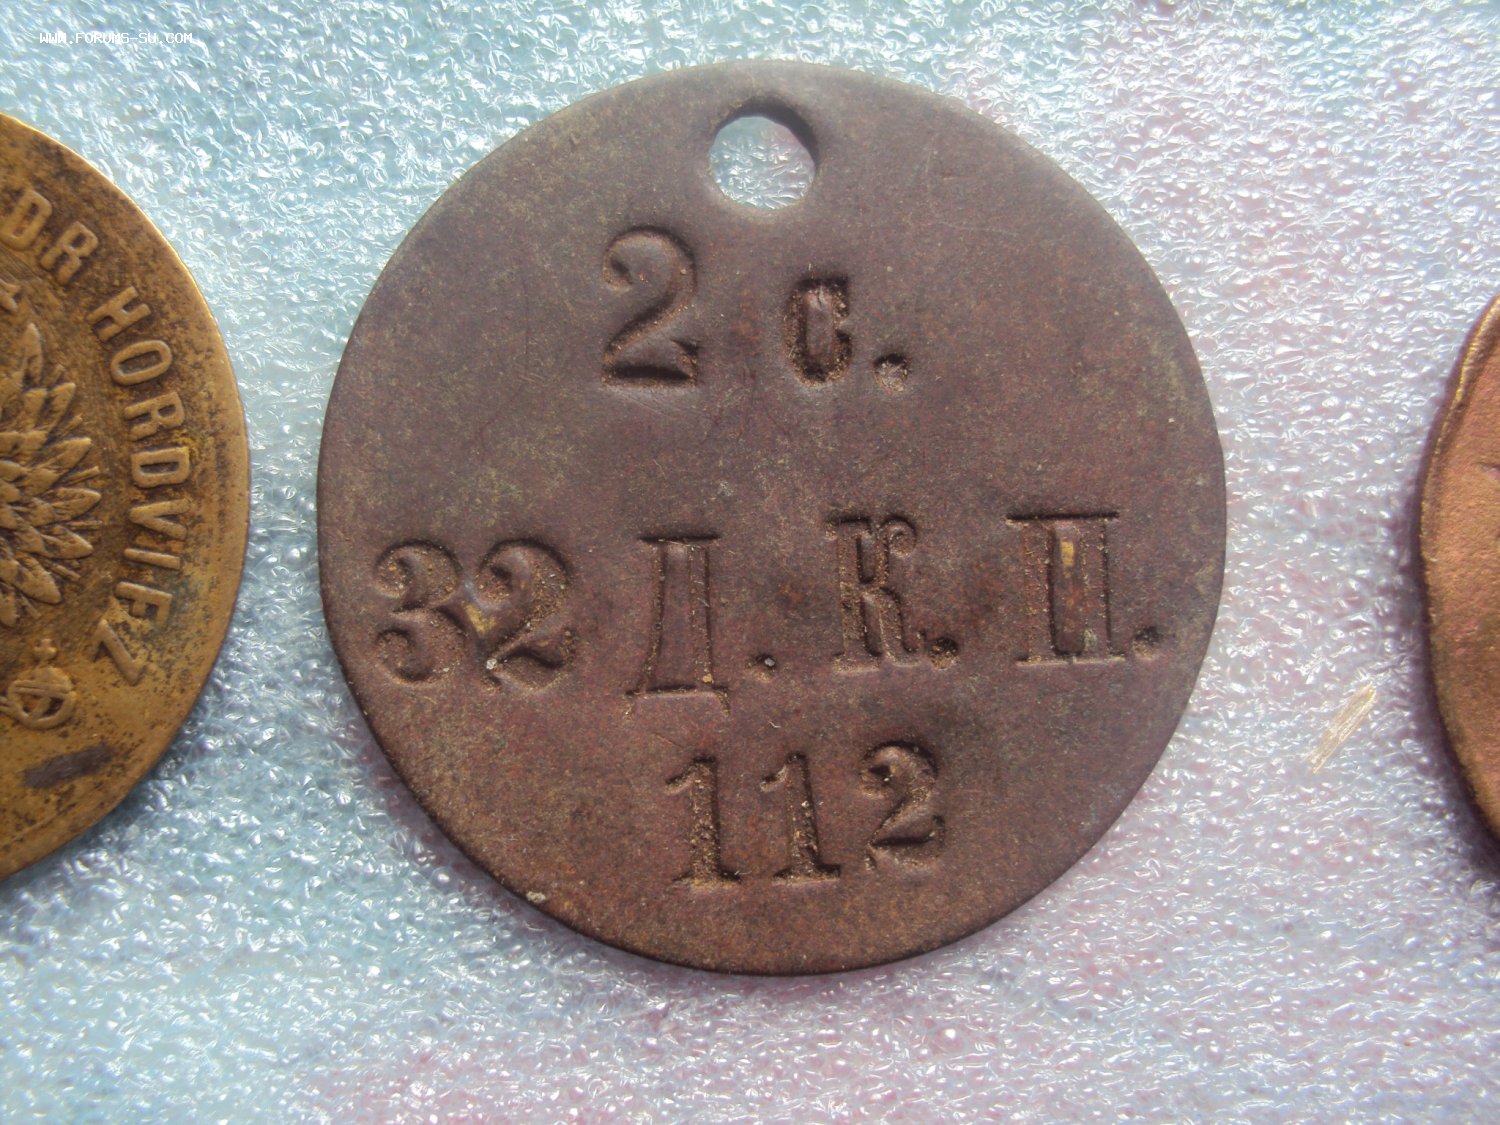 WWW.FORUMS-SU.COM
DR HORDVIEZ
2 с.
32 Д. К. П.
112